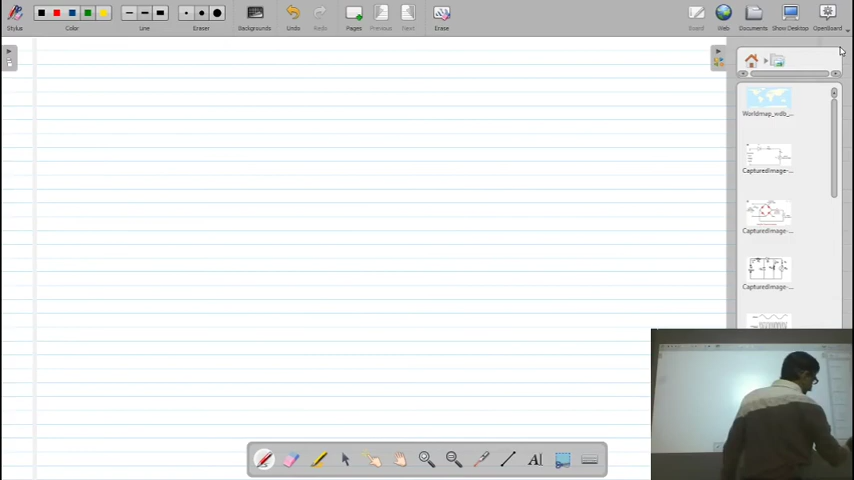 Stylus Color Line Eraser Backgrounds Undo Pages Previous Next Erase Board Web Documents Show Desktop OpenBoard
Worldmap_wdb_...
CapturedImage-...
CapturedImage-...
CapturedImage-...